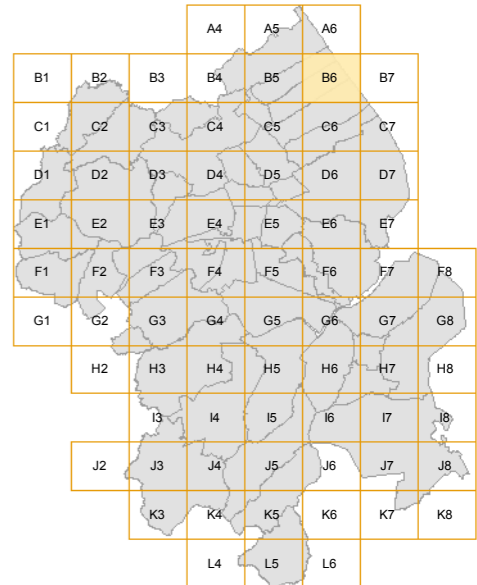 A4 A5 A6
B1 B2 B3 B4 B5 B6 B7
C1 C2 C3 C4 C5 C6 C7
D1 D2 D3 D4 D5 D6 D7
E1 E2 E3 E4 E5 E6 E7
F1 F2 F3 F4 F5 F6 F7 F8
G1 G2 G3 G4 G5 G6 G7 G8
H2 H3 H4 H5 H6 H7 H8
I3 I4 I5 I6 I7 I8
J2 J3 J4 J5 J6 J7 J8
K3 K4 K5 K6 K7 K8
L4 L5 L6